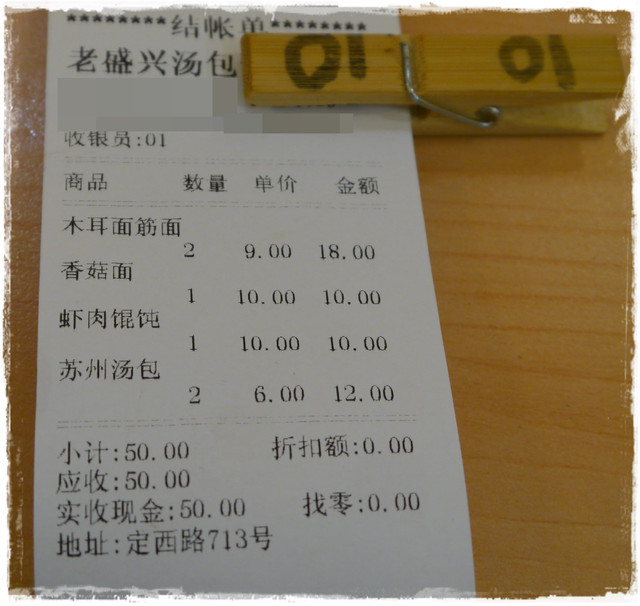 ********结帐单********
老盛兴汤包
收银员:01
商品 数量 单价 金额
木耳面筋面
2 9.00 18.00
香菇面
1 10.00 10.00
虾肉馄饨
1 10.00 10.00
苏州汤包
2 6.00 12.00
小计:50.00 折扣额:0.00
应收:50.00
实收现金:50.00 找零:0.00
地址:定西路713号
10
10